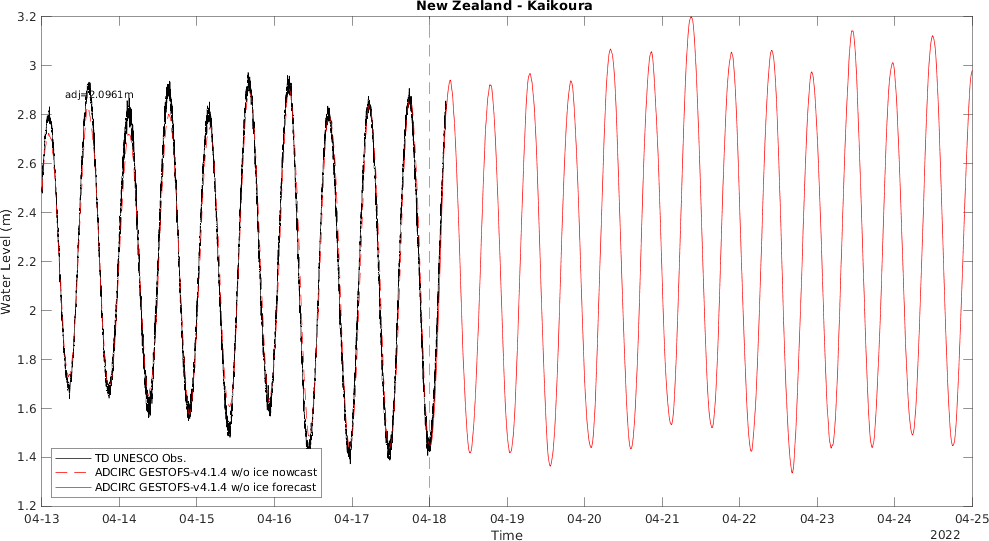 New Zealand - Kaikoura
Water Level (m)
3.2
3
2.8
2.6
2.4
2.2
2
1.8
1.6
1.4
1.2
adj=2.0961m
TD UNESCO Obs.
ADCIRC GESTOFS-v4.1.4 w/o ice nowcast
ADCIRC GESTOFS-v4.1.4 w/o ice forecast
04-13 04-14 04-15 04-16 04-17 04-18 04-19 04-20 04-21 04-22 04-23 04-24 04-25
Time
2022